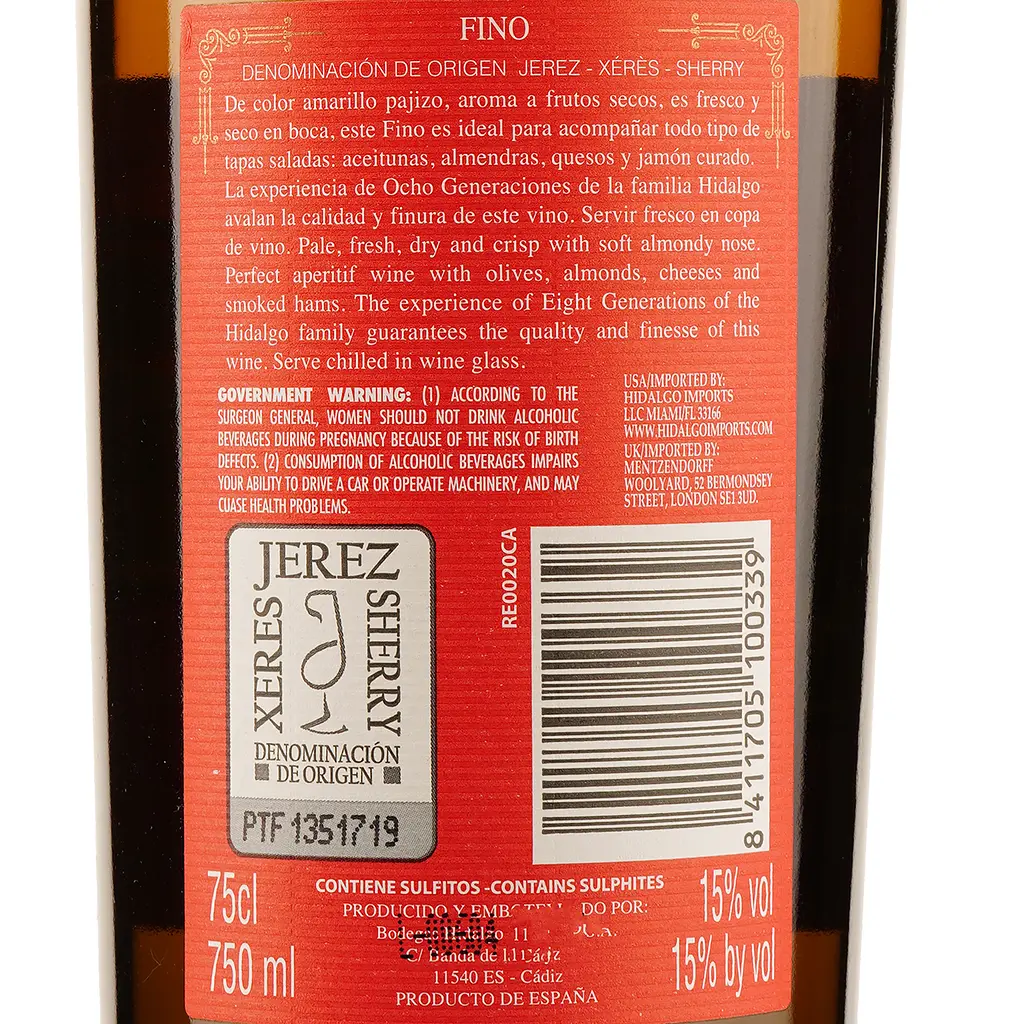 FINO
DENOMINACIÓN DE ORIGEN JEREZ - XÉRÈS - SHERRY
De color amarillo pajizo, aroma a frutos secos, es fresco y
seco en boca, este Fino es ideal para acompañar todo tipo de
tapas saladas: aceitunas, almendras, quesos y jamón curado.
La experiencia de Ocho Generaciones de la familia Hidalgo
avalan la calidad y finura de este vino. Servir fresco en copa
de vino. Pale, fresh, dry and crisp with soft almondy nose.
Perfect aperitif wine with olives, almonds, cheeses and
smoked hams. The experience of Eight Generations of the
Hidalgo family guarantees the quality and finesse of this
wine. Serve chilled in wine glass.
GOVERNMENT WARNING: (1) ACCORDING TO THE
SURGEON GENERAL, WOMEN SHOULD NOT DRINK ALCOHOLIC
BEVERAGES DURING PREGNANCY BECAUSE OF THE RISK OF BIRTH
DEFECTS. (2) CONSUMPTION OF ALCOHOLIC BEVERAGES IMPAIRS
YOUR ABILITY TO DRIVE A CAR OR OPERATE MACHINERY, AND MAY
CUASE HEALTH PROBLEMS.
USA/IMPORTED BY:
HIDALGO IMPORTS
LLC MIAMI/FL 33166
WWW.HIDALGOIMPORTS.COM
UK/IMPORTED BY:
MENTZENDORFF
WOOLYARD, 52 BERMONDSEY
STREET, LONDON SE1 3UD.
JEREZ
XERES
SHERRY
DENOMINACIÓN
DE ORIGEN
PTF 1351719
RE0020CA
8 411705 100339
CONTIENE SULFITOS -CONTAINS SULPHITES
75cl
750 ml
15% vol
15% by vol
PRODUCIDO Y DO POR:
Hidalgo
C/ Banda de
11540 ES - Cádiz
PRODUCTO DE ESPAÑA